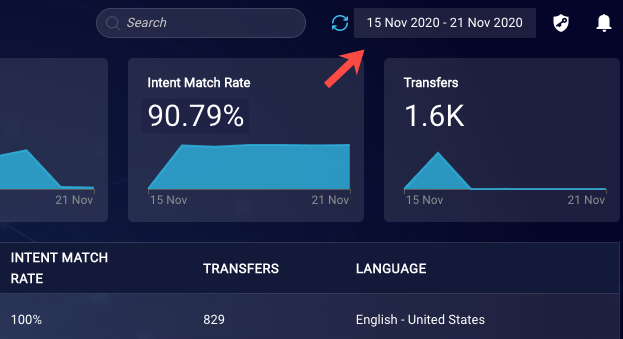 Search
15 Nov 2020 - 21 Nov 2020
Intent Match Rate
90.79%
Transfers
1.6K
21 Nov
15 Nov
21 Nov
15 Nov
21 Nov
INTENT MATCH
RATE
TRANSFERS
LANGUAGE
100%
829
English - United States